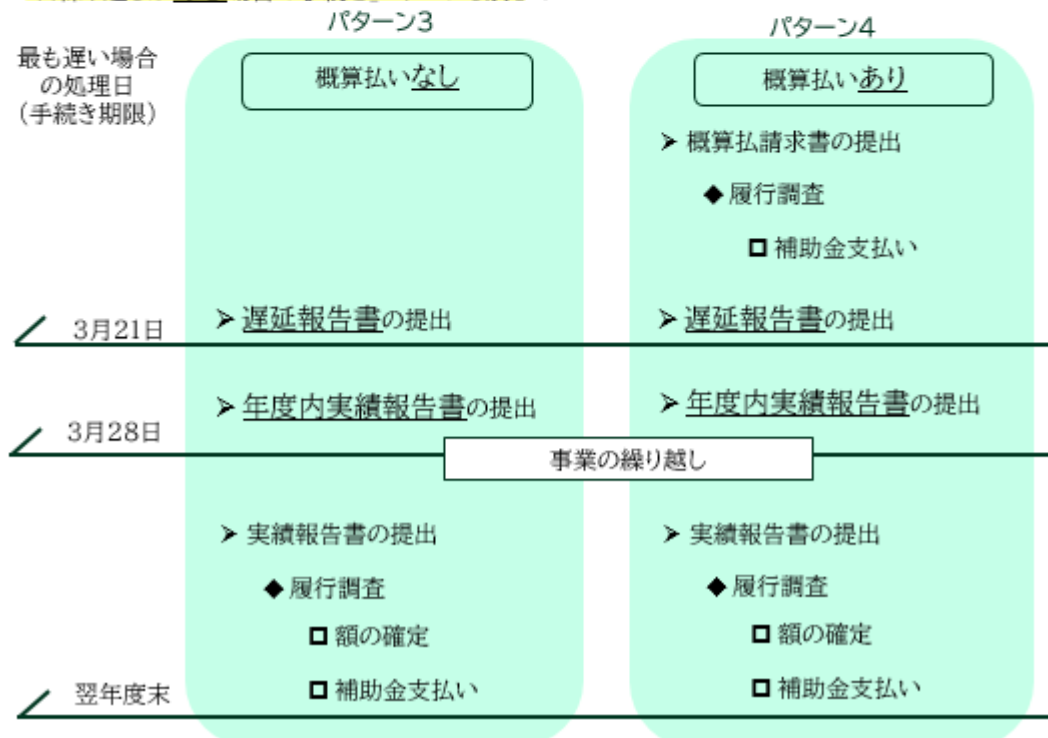 パターン3
パターン4
最も遅い場合
の処理日
(手続き期限)
概算払いなし
概算払いあり
➢ 概算払請求書の提出
◆ 履行調査
□ 補助金支払い
3月21日
➢ 遅延報告書の提出
➢ 遅延報告書の提出
3月28日
➢ 年度内実績報告書の提出
➢ 年度内実績報告書の提出
事業の繰り越し
➢ 実績報告書の提出
➢ 実績報告書の提出
◆ 履行調査
◆ 履行調査
□ 額の確定
□ 額の確定
翌年度末
□ 補助金支払い
□ 補助金支払い